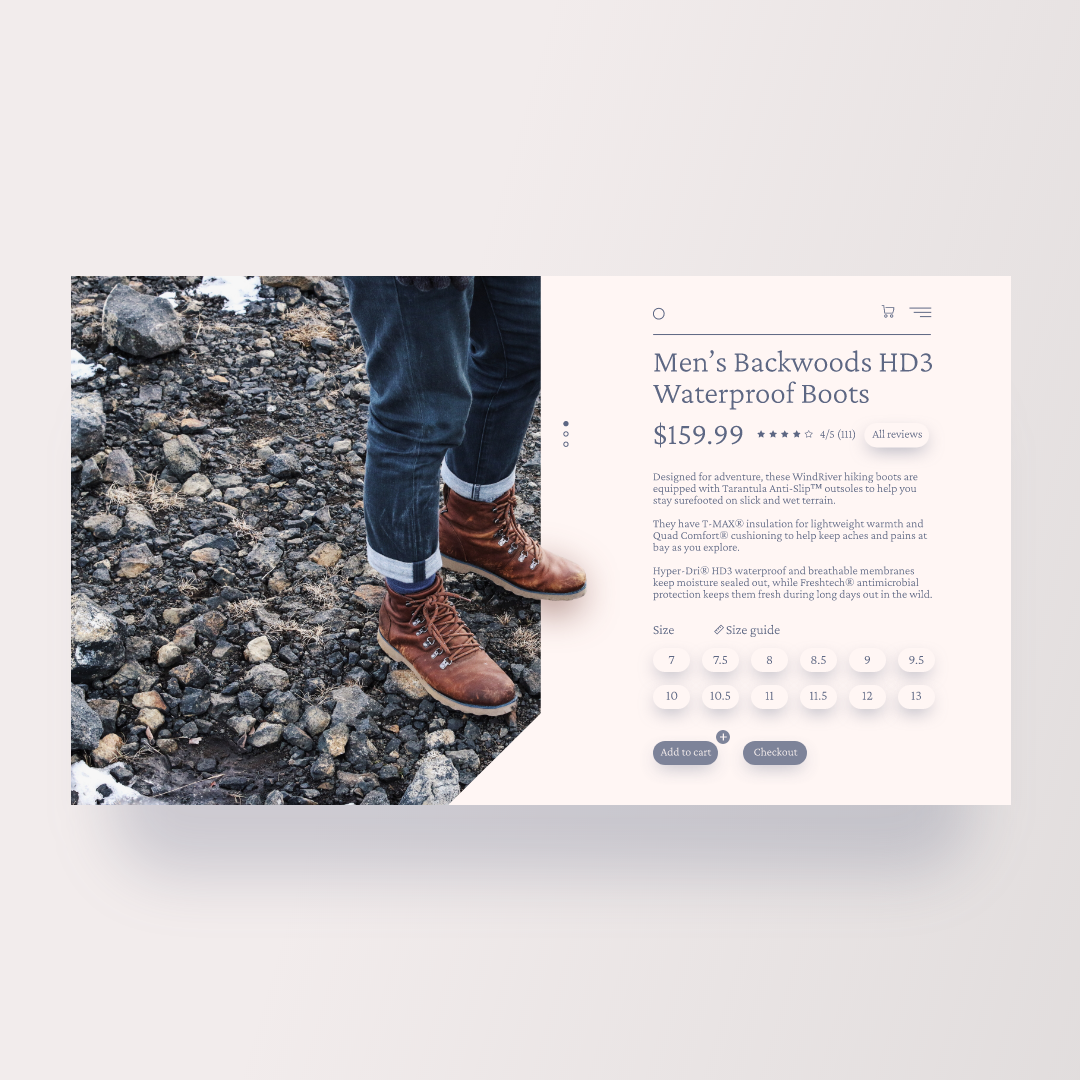 Men’s Backwoods HD3
Waterproof Boots
$159.99
4/5 (111)
All reviews
Designed for adventure, these WindRiver hiking boots are
equipped with Tarantula Anti-Slip™ outsoles to help you
stay surefooted on slick and wet terrain.
They have T-MAX® insulation for lightweight warmth and
Quad Comfort® cushioning to help keep aches and pains at
bay as you explore.
Hyper-Dri® HD3 waterproof and breathable membranes
keep moisture sealed out, while Freshtech® antimicrobial
protection keeps them fresh during long days out in the wild.
Size
Size guide
7 7.5 8 8.5 9 9.5
10 10.5 11 11.5 12 13
Add to cart
Checkout